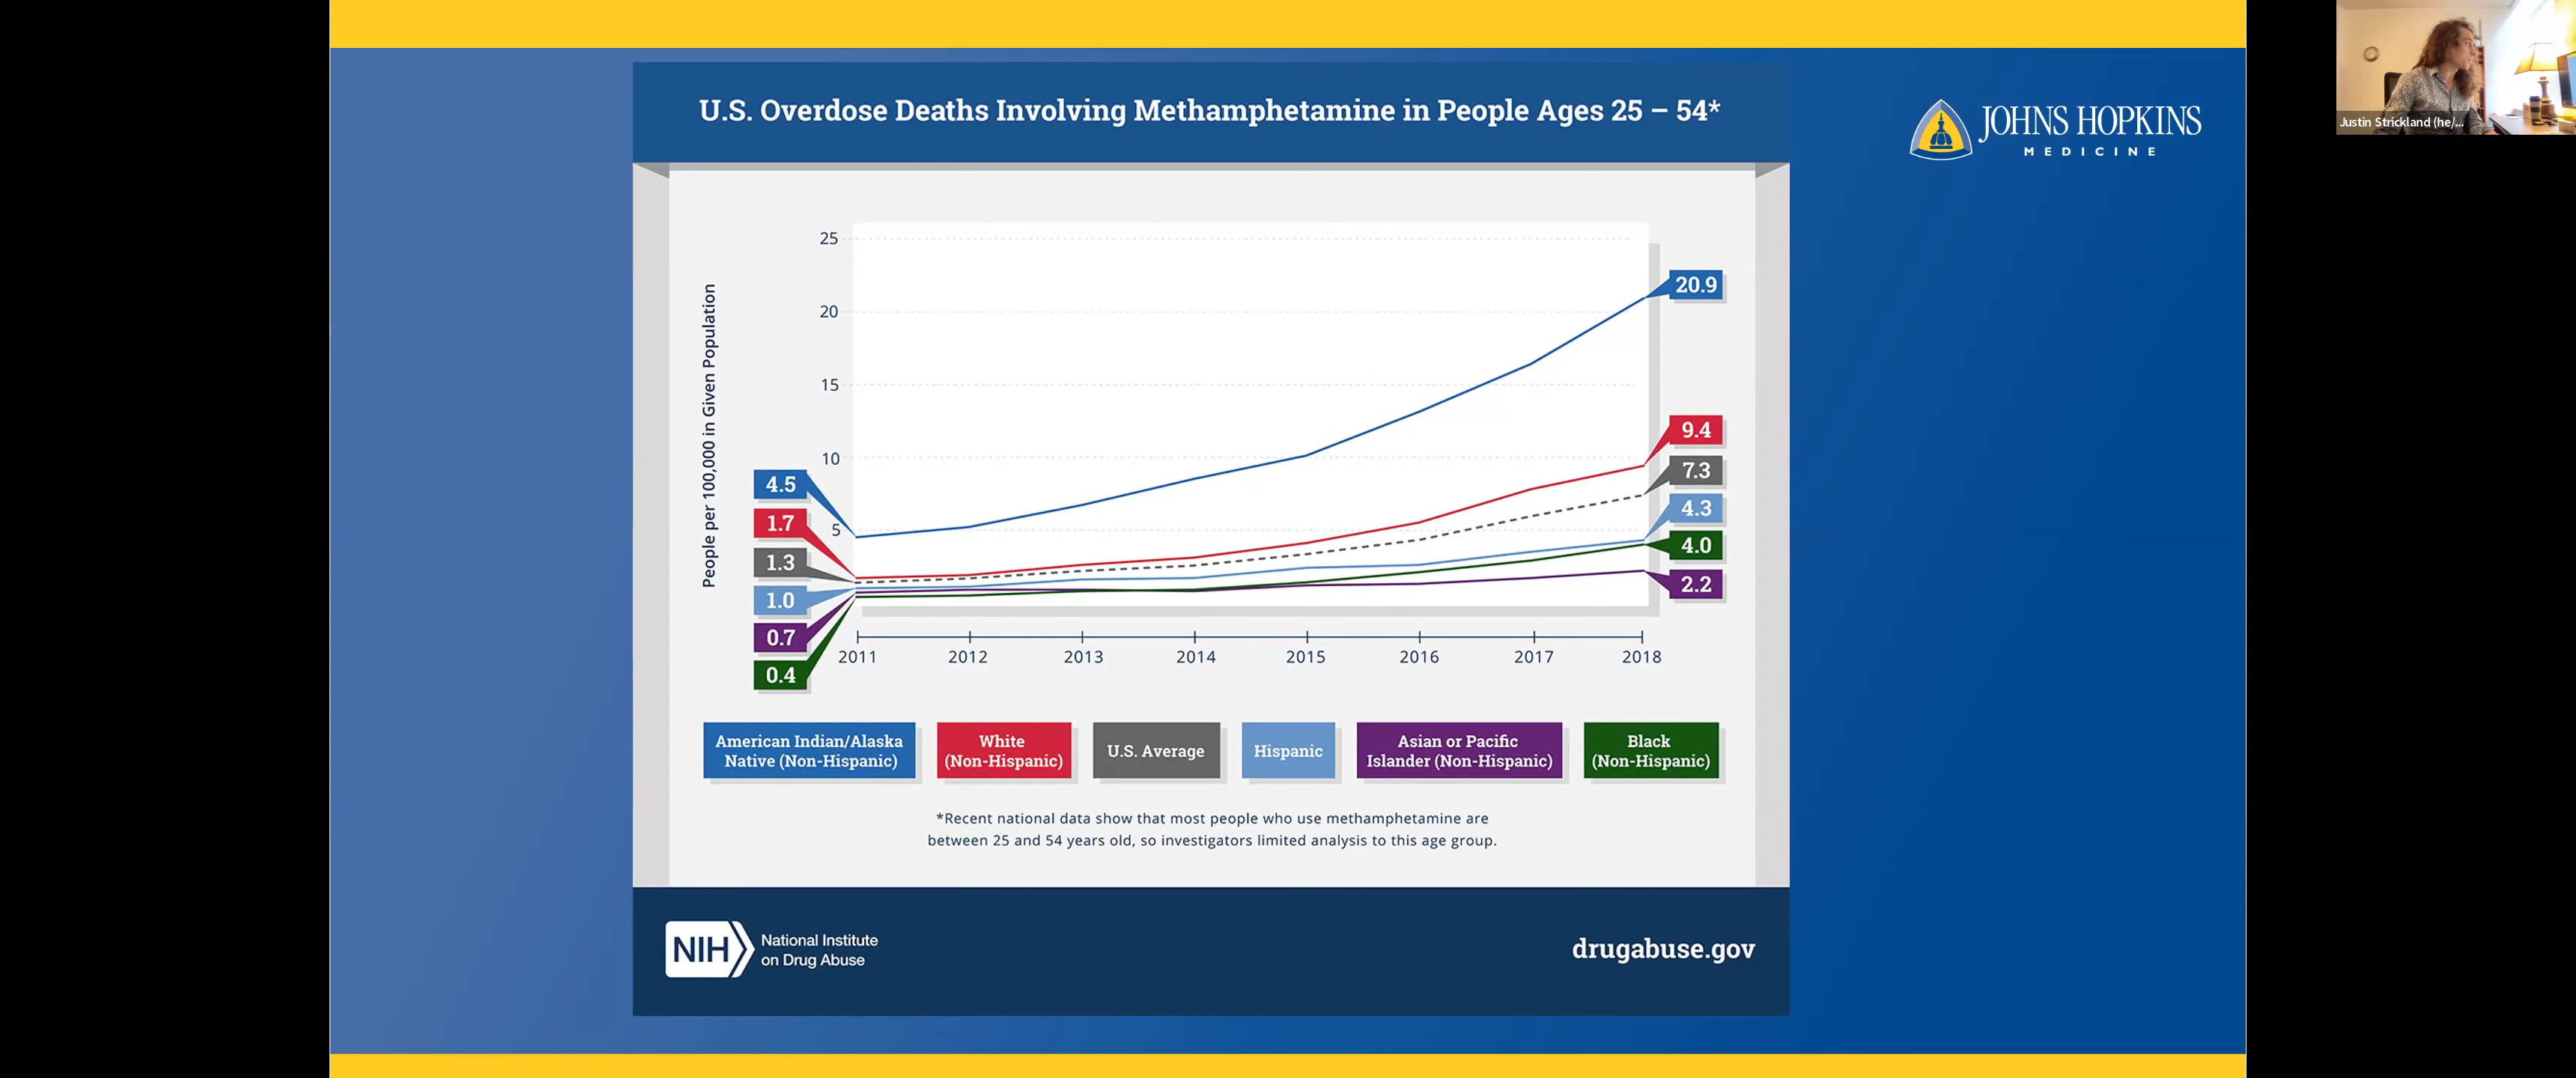 U.S. Overdose Deaths Involving Methamphetamine in People Ages 25 – 54*
JOHNS HOPKINS
MEDICINE
Justin Strickland (he/...
People per 100,000 in Given Population
25
20
15
10
5
4.5
1.7
1.3
1.0
0.7
0.4
20.9
9.4
7.3
4.3
4.0
2.2
2011 2012 2013 2014 2015 2016 2017 2018
American Indian/Alaska
Native (Non-Hispanic)
White
(Non-Hispanic)
U.S. Average
Hispanic
Asian or Pacific
Islander (Non-Hispanic)
Black
(Non-Hispanic)
*Recent national data show that most people who use methamphetamine are
between 25 and 54 years old, so investigators limited analysis to this age group.
NIH
National Institute
on Drug Abuse
drugabuse.gov